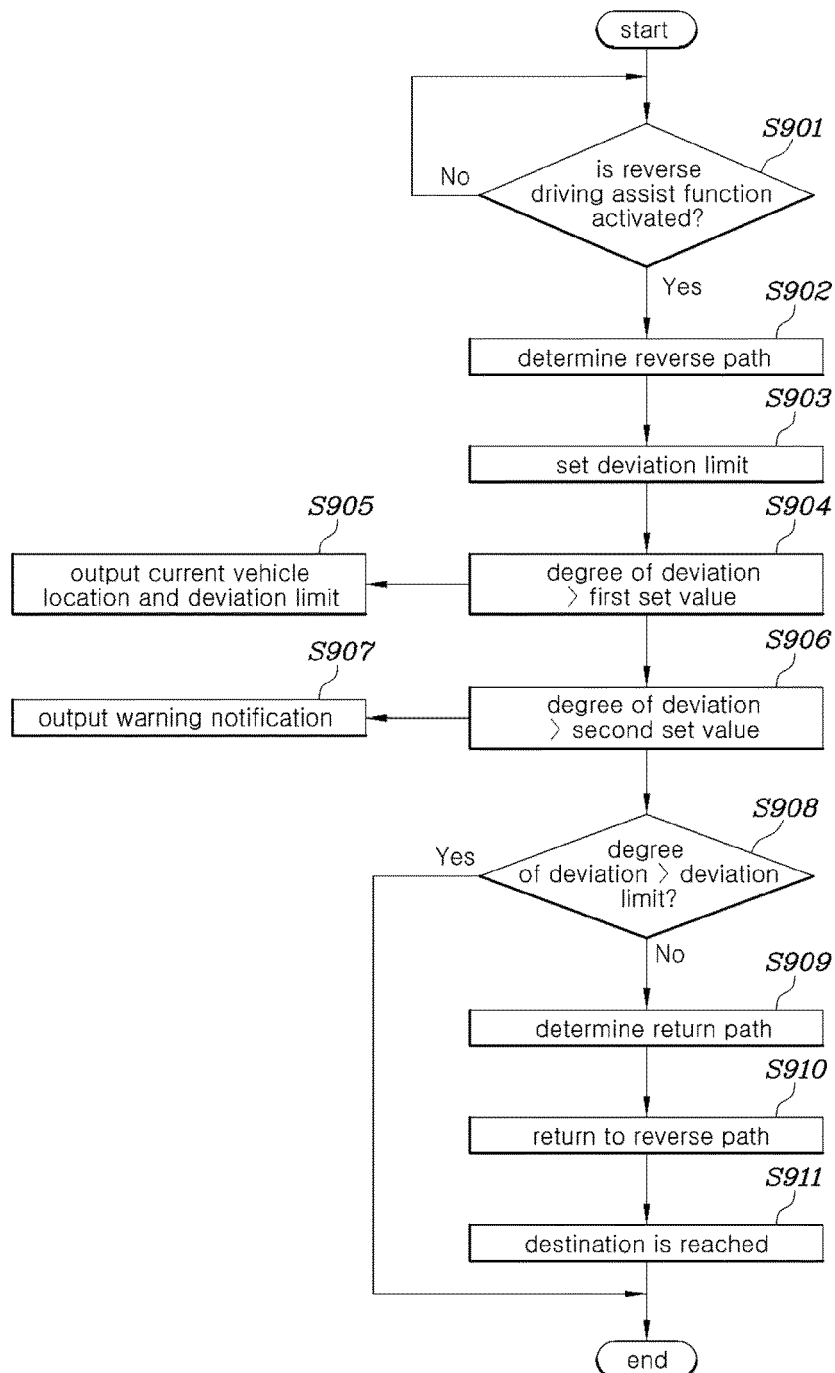 start
S901
No
is reverse
driving assist function
activated?
Yes
S902
determine reverse path
S903
set deviation limit
S905
S904
output current vehicle
location and deviation limit
degree of deviation
> first set value
S907
S906
output warning notification
degree of deviation
> second set value
S908
Yes
degree
of deviation > deviation
limit?
No
S909
determine return path
S910
return to reverse path
S911
destination is reached
end